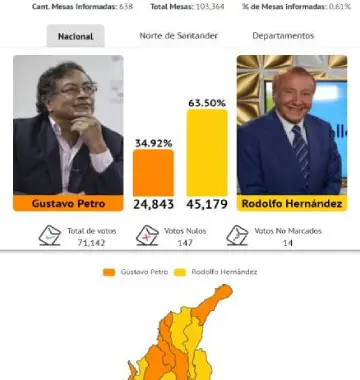 Cant. Mesas Informadas: 638 Total Mesas: 103,364 % de Mesas Informadas: 0.61%
Nacional Norte de Santander Departamentos
63.50%
34.92%
Gustavo Petro 24,843 45,179 Rodolfo Hernández
Total de votos Votos Nulos Votos No Marcados
71,142 147 14
Gustavo Petro Rodolfo Hernández